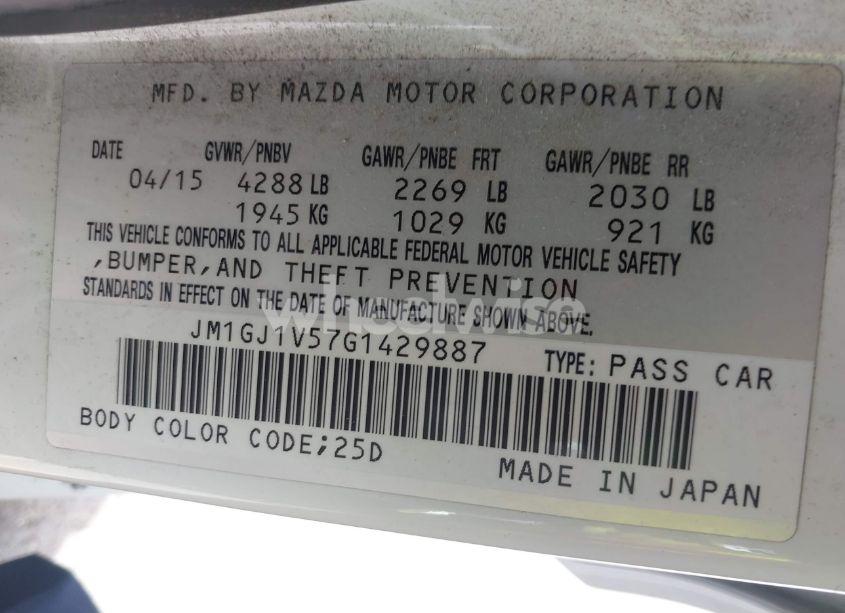 MFD. BY MAZDA MOTOR CORPORATION
DATE GVWR/PNBV GAWR/PNBE FRT GAWR/PNBE RR
04/15 4288 LB 2269 LB 2030 LB
1945 KG 1029 KG 921 KG
THIS VEHICLE CONFORMS TO ALL APPLICABLE FEDERAL MOTOR VEHICLE SAFETY
,BUMPER,AND THEFT PREVENTION
STANDARDS IN EFFECT ON THE DATE OF MANUFACTURE SHOWN ABOVE.
wheelwise
JM1GJ1V57G1429887 TYPE: PASS CAR
BODY COLOR CODE;25D
MADE IN JAPAN